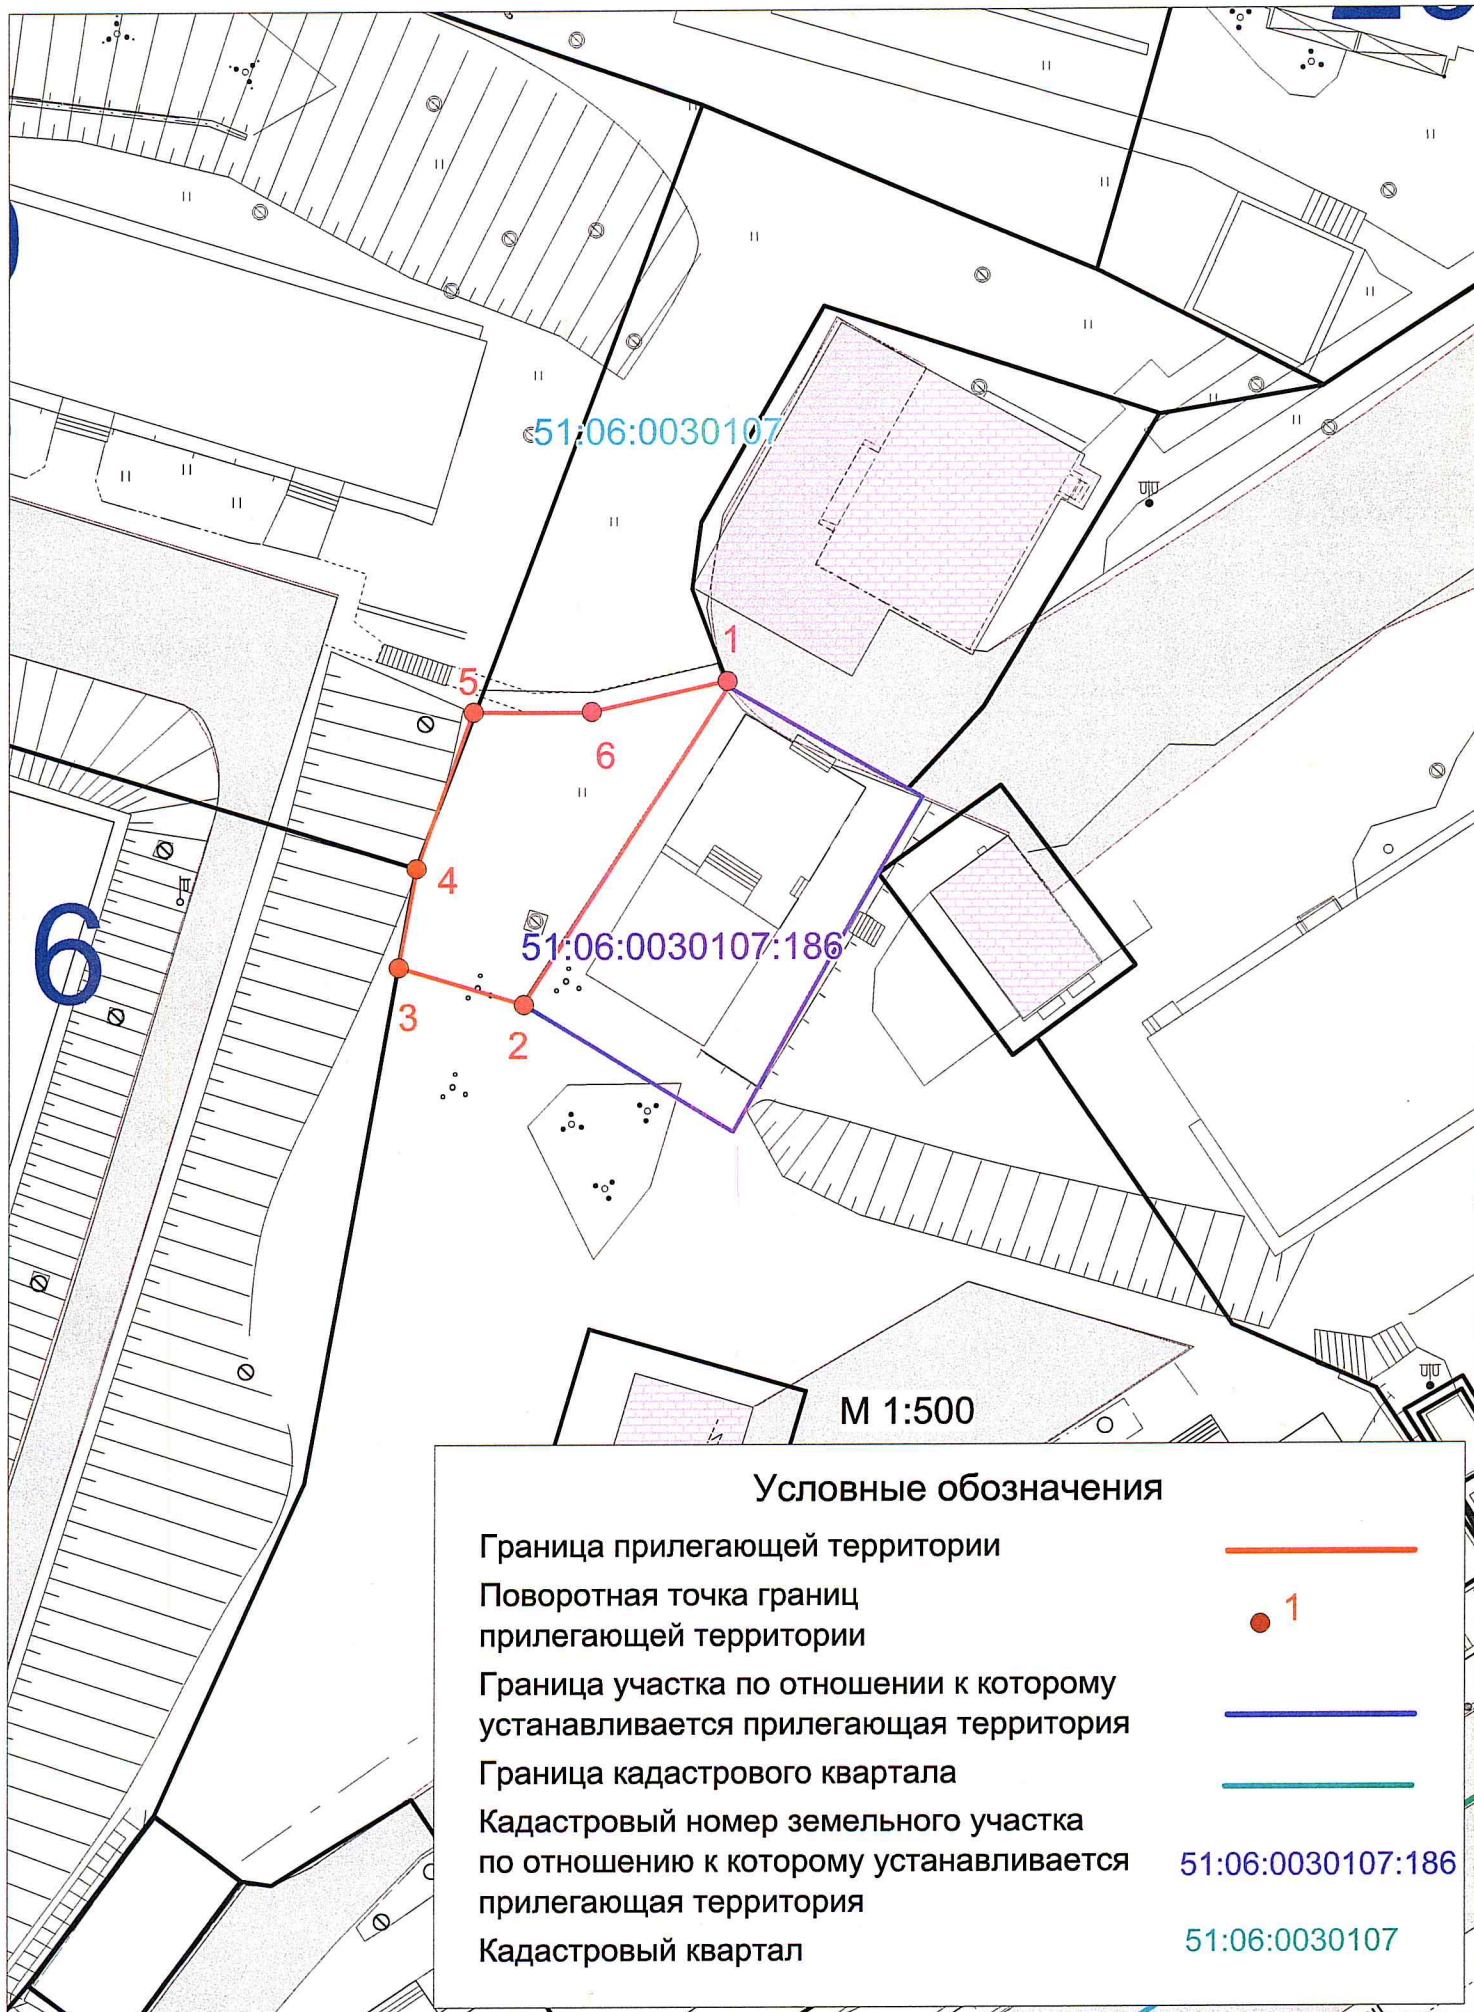 51:06:0030107
1
5
6
4
51:06:0030107:186
6
3
2
М 1:500
Условные обозначения
Граница прилегающей территории
Поворотная точка границ
прилегающей территории
1
Граница участка по отношении к которому
устанавливается прилегающая территория
Граница кадастрового квартала
Кадастровый номер земельного участка
по отношению к которому устанавливается
прилегающая территория
51:06:0030107:186
Кадастровый квартал
51:06:0030107